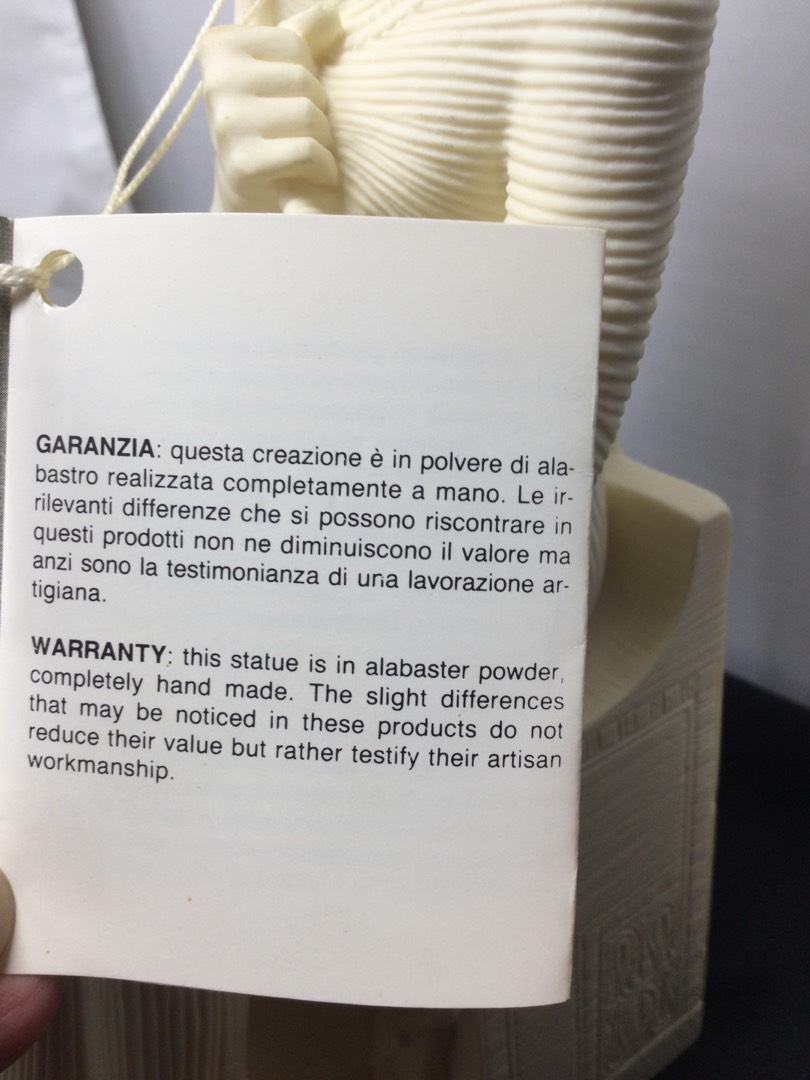 GARANZIA: questa creazione è in polvere di ala-
bastro realizzata completamente a mano. Le ir-
rilevanti differenze che si possono riscontrare in
questi prodotti non ne diminuiscono il valore ma
anzi sono la testimonianza di una lavorazione ar-
tigiana.
WARRANTY: this statue is in alabaster powder,
completely hand made. The slight differences
that may be noticed in these products do not
reduce their value but rather testify their artisan
workmanship.